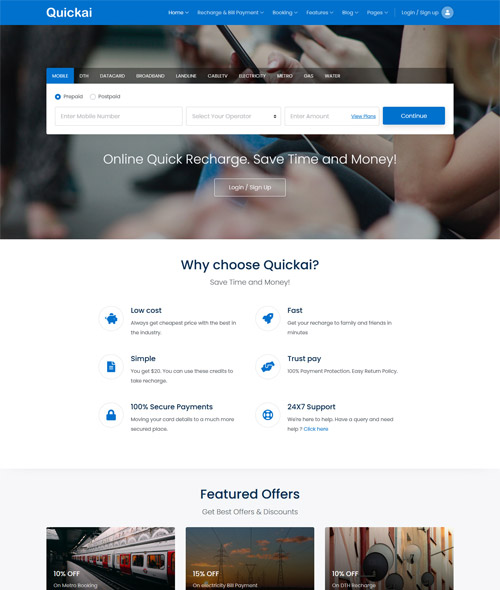 Quickai
Home Recharge & Bill Payment Booking Features Blog Pages Login / Sign up
MOBILE DTH DATACARD BROADBAND LANDLINE CABLETV ELECTRICITY METRO GAS WATER
Prepaid Postpaid
Enter Mobile Number Select Your Operator Enter Amount View Plans Continue
Online Quick Recharge. Save Time and Money!
Login / Sign Up
Why choose Quickai?
Save Time and Money!
Low cost
Always get cheapest price with the best in
the industry.
Fast
Get your recharge to family and friends in
minutes
Simple
You get $20. You can use these credits to
take recharge.
Trust pay
100% Payment Protection. Easy Return Policy.
100% Secure Payments
Moving your card details to a much more
secured place.
24X7 Support
We're here to help. Have a query and need
help ? Click here
Featured Offers
Get Best Offers & Discounts
10% OFF
On Metro Booking
15% OFF
On electricity Bill Payment
10% OFF
On DTH Recharge